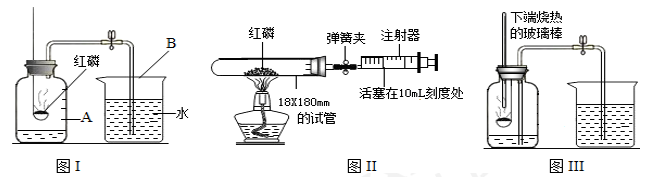 红磷
B
A
水
图 I
红磷
弹簧夹
注射器
18X180mm
的试管
活塞在10mL刻度处
图 II
下端烧热
的玻璃棒
图 III